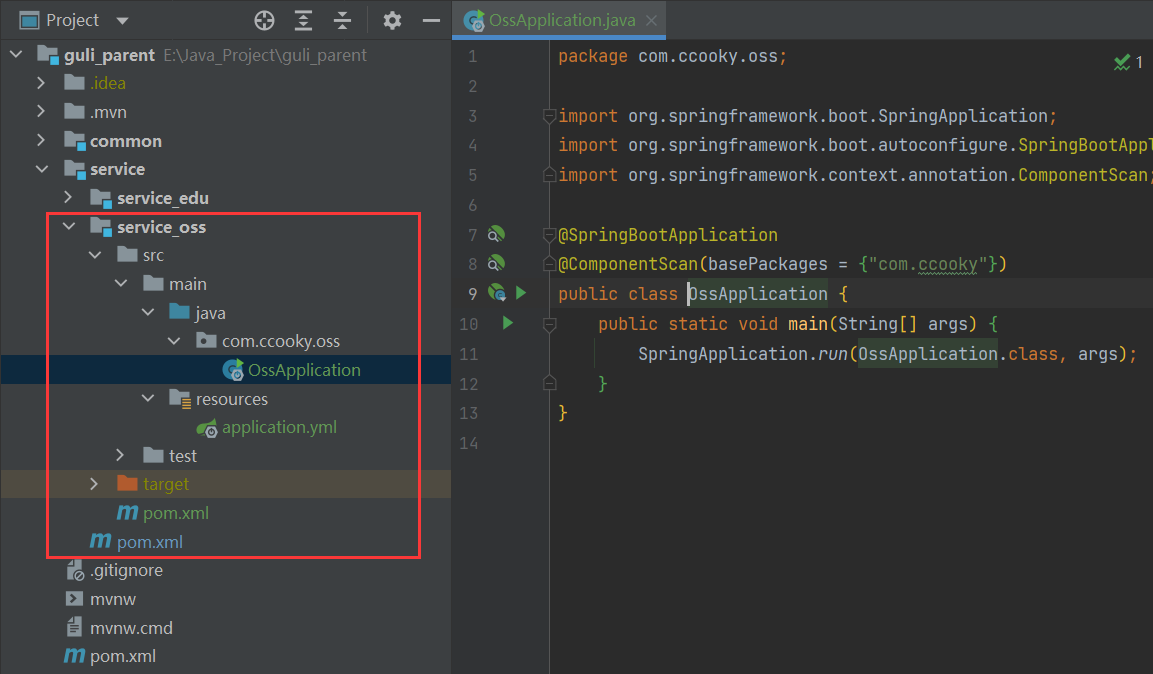 Project
guli_parent E:\Java_Project\guli_parent
.idea
.mvn
common
service
service_edu
service_oss
src
main
java
com.ccooky.oss
OssApplication
resources
application.yml
test
target
pom.xml
pom.xml
.gitignore
mvnw
mvnw.cmd
pom.xml
OssApplication.java
1
1 package com.ccooky.oss;
2
3 import org.springframework.boot.SpringApplication;
4 import org.springframework.boot.autoconfigure.SpringBootAppl
5 import org.springframework.context.annotation.ComponentScan;
6
7 @SpringBootApplication
8 @ComponentScan(basePackages = {"com.ccooky"})
9 public class OssApplication {
10 public static void main(String[] args) {
11 SpringApplication.run(OssApplication.class, args);
12 }
13 }
14